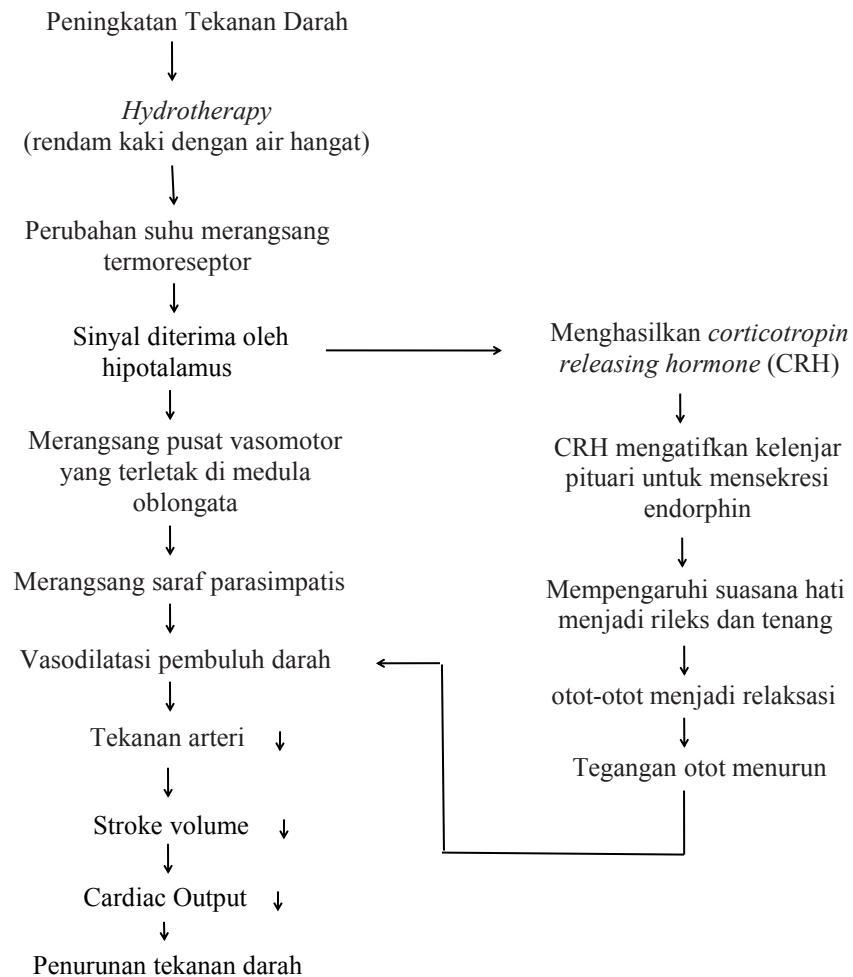 Peningkatan Tekanan Darah
Hydrotherapy
(rendam kaki dengan air hangat)
Perubahan suhu merangsang
termoreseptor
Sinyal diterima oleh
hipotalamus
Merangsang pusat vasomotor
yang terletak di medula
oblongata
Merangsang saraf parasimpatis
Vasodilatasi pembuluh darah
Tekanan arteri ↓
Stroke volume ↓
Cardiac Output ↓
Penurunan tekanan darah
Menghasilkan corticotropin
releasing hormone (CRH)
CRH mengatifkan kelenjar
pituari untuk mensekresi
endorphin
Mempengaruhi suasana hati
menjadi rileks dan tenang
otot-otot menjadi relaksasi
Tegangan otot menurun